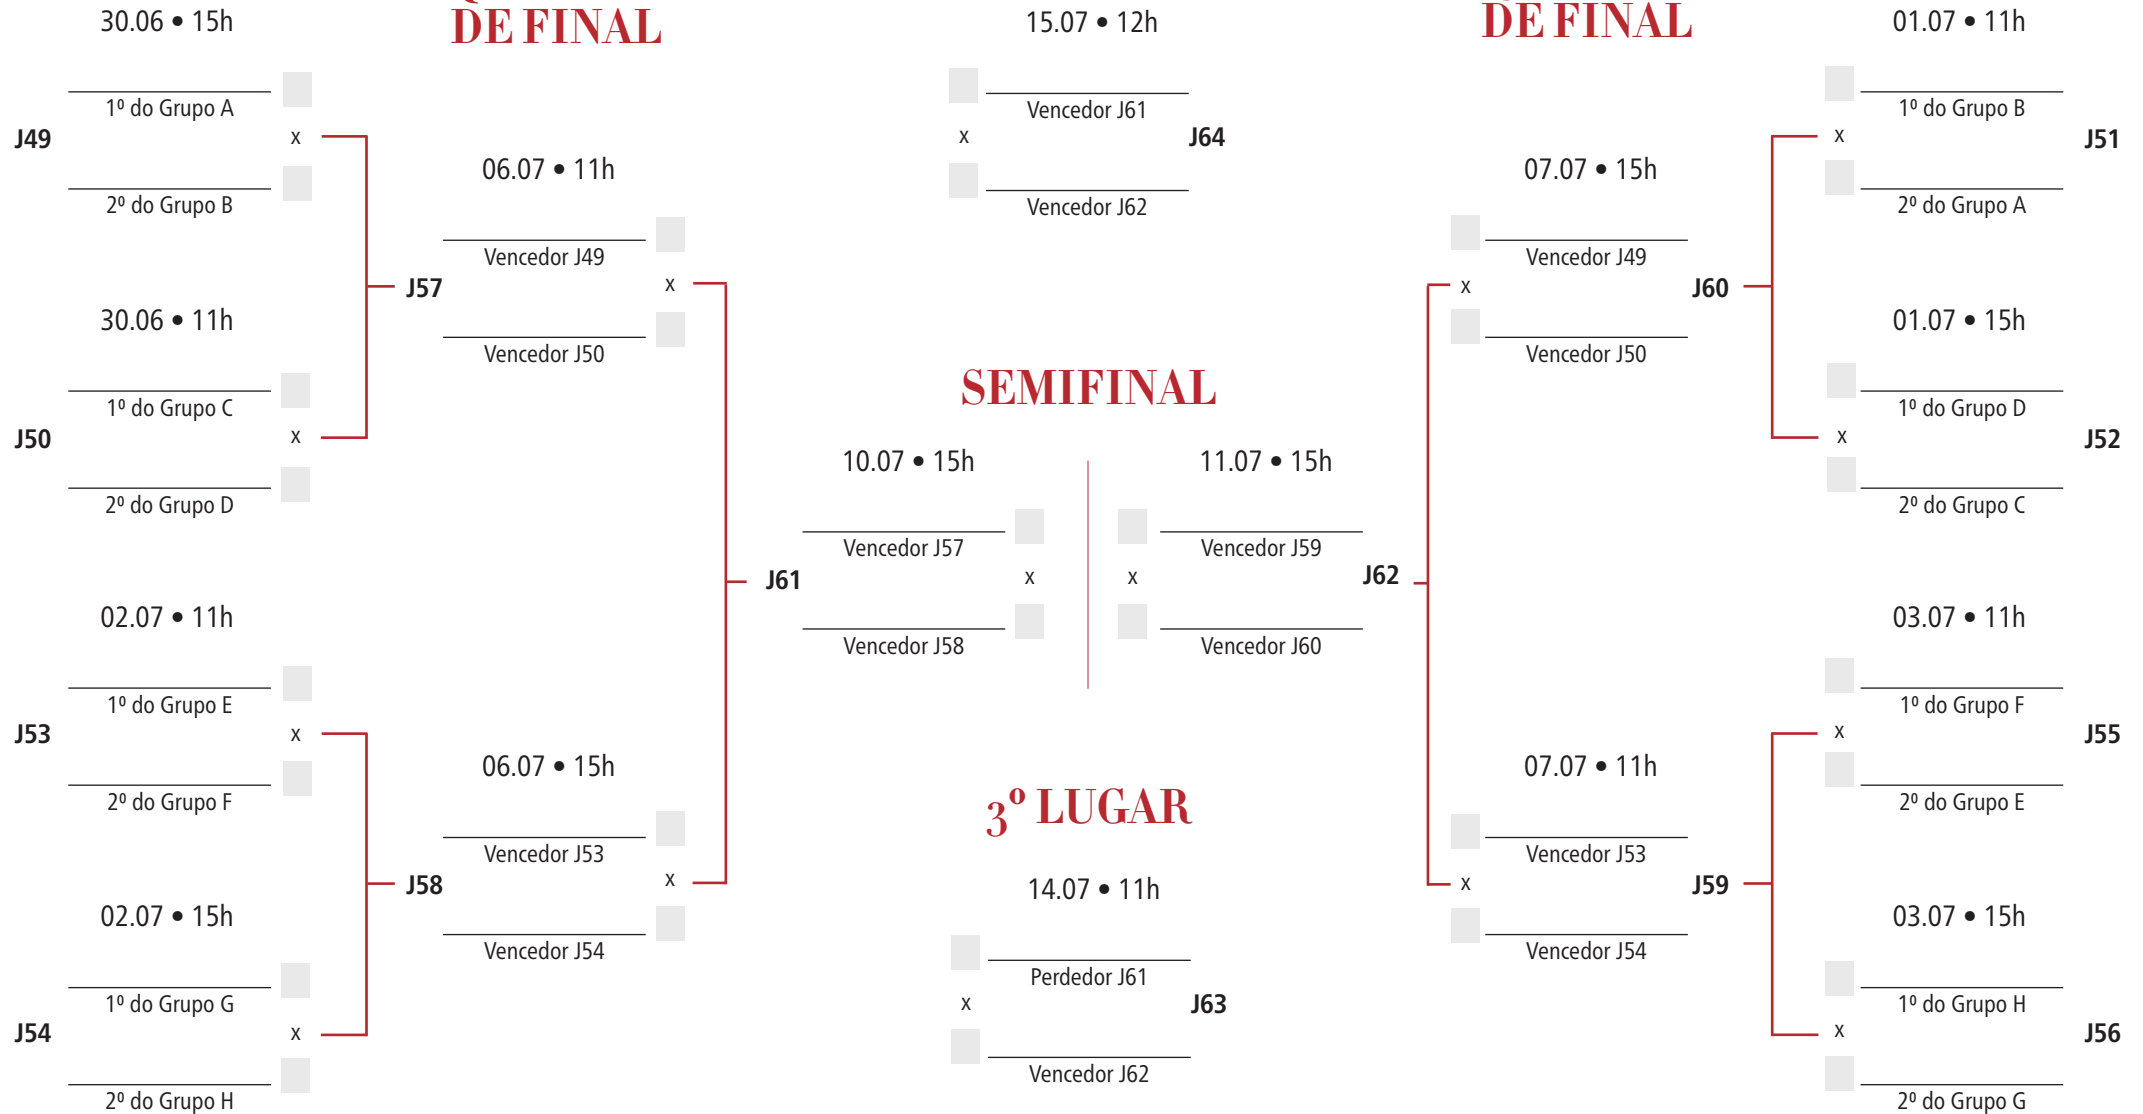 DE FINAL
DE FINAL
30.06 • 15h
1º do Grupo A
J49
x
2º do Grupo B
30.06 • 11h
1º do Grupo C
J50
x
2º do Grupo D
02.07 • 11h
1º do Grupo E
J53
x
2º do Grupo F
02.07 • 15h
1º do Grupo G
J54
x
2º do Grupo H
06.07 • 11h
Vencedor J49
J57
x
Vencedor J50
06.07 • 15h
Vencedor J53
J58
x
Vencedor J54
15.07 • 12h
Vencedor J61
x
J64
Vencedor J62
SEMIFINAL
10.07 • 15h
Vencedor J57
J61
x
Vencedor J58
11.07 • 15h
Vencedor J59
x
J62
Vencedor J60
3º LUGAR
14.07 • 11h
Perdedor J61
x
J63
Vencedor J62
07.07 • 15h
Vencedor J49
x
J60
Vencedor J50
07.07 • 11h
Vencedor J53
x
J59
Vencedor J54
01.07 • 11h
1º do Grupo B
x
J51
2º do Grupo A
01.07 • 15h
1º do Grupo D
x
J52
2º do Grupo C
03.07 • 11h
1º do Grupo F
x
J55
2º do Grupo E
03.07 • 15h
1º do Grupo H
x
J56
2º do Grupo G